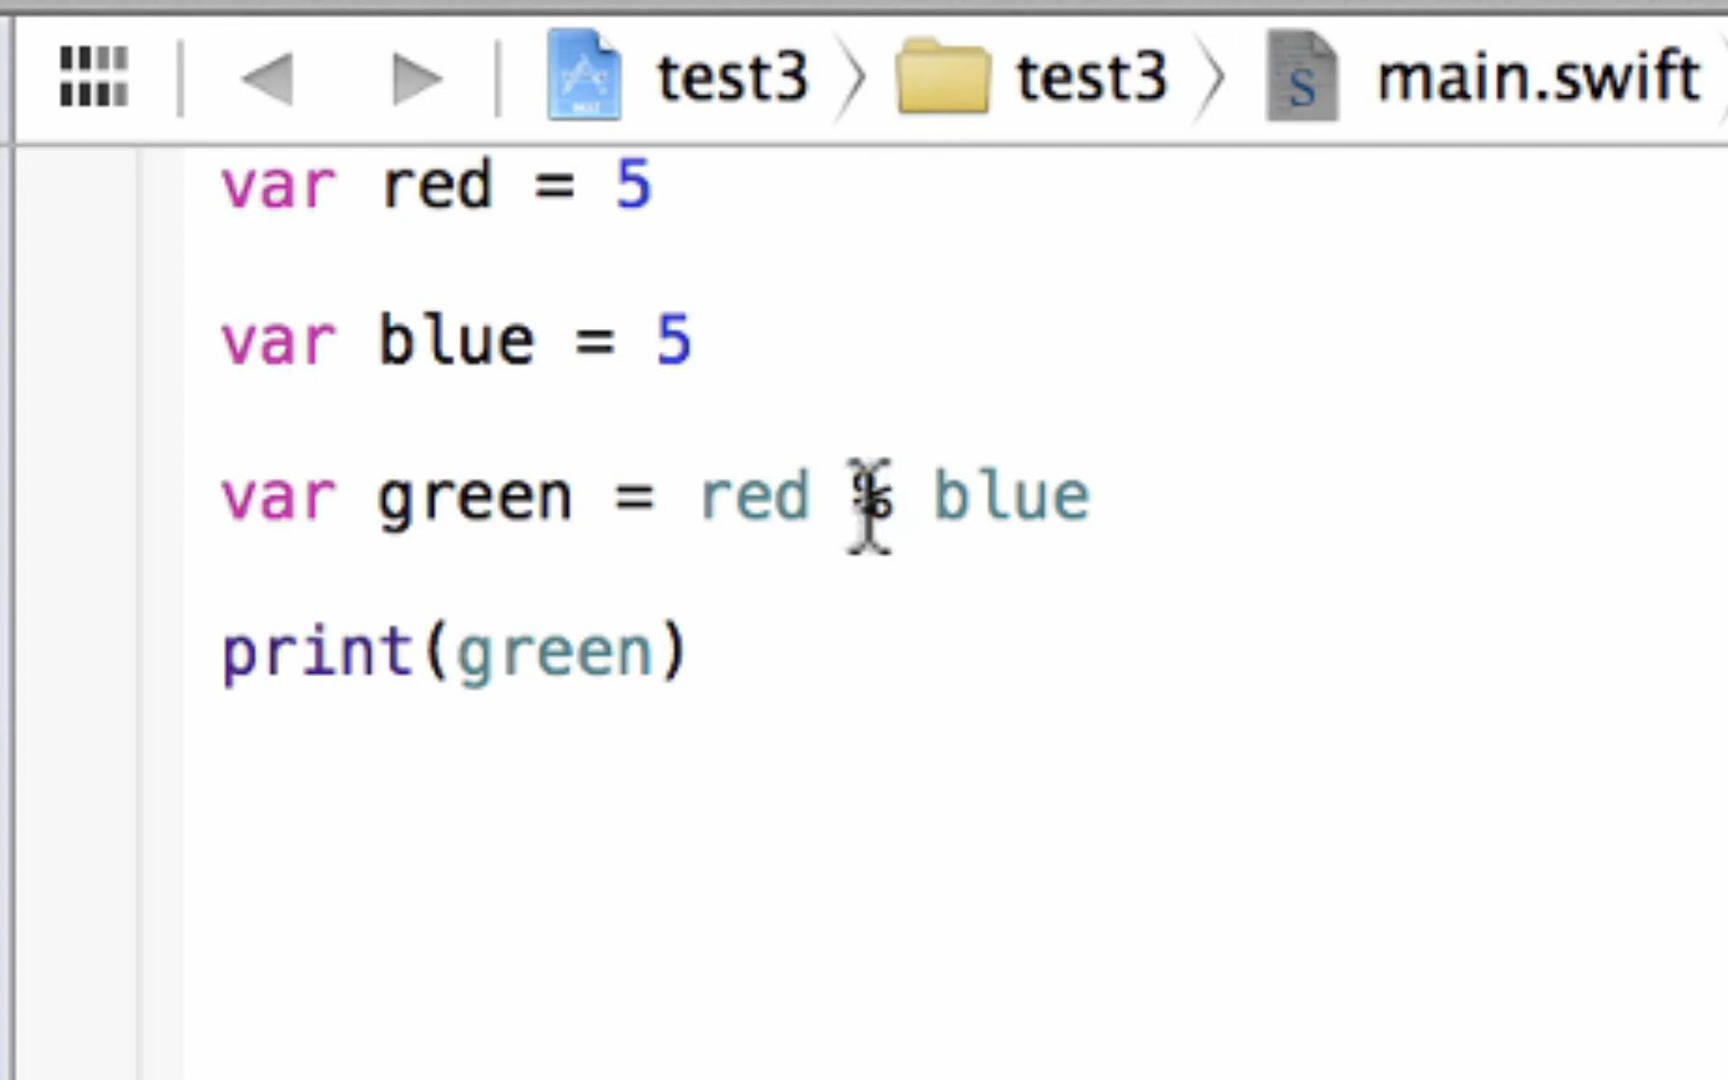 test3 test3 main.swift
var red = 5
var blue = 5
var green = red % blue
print(green)